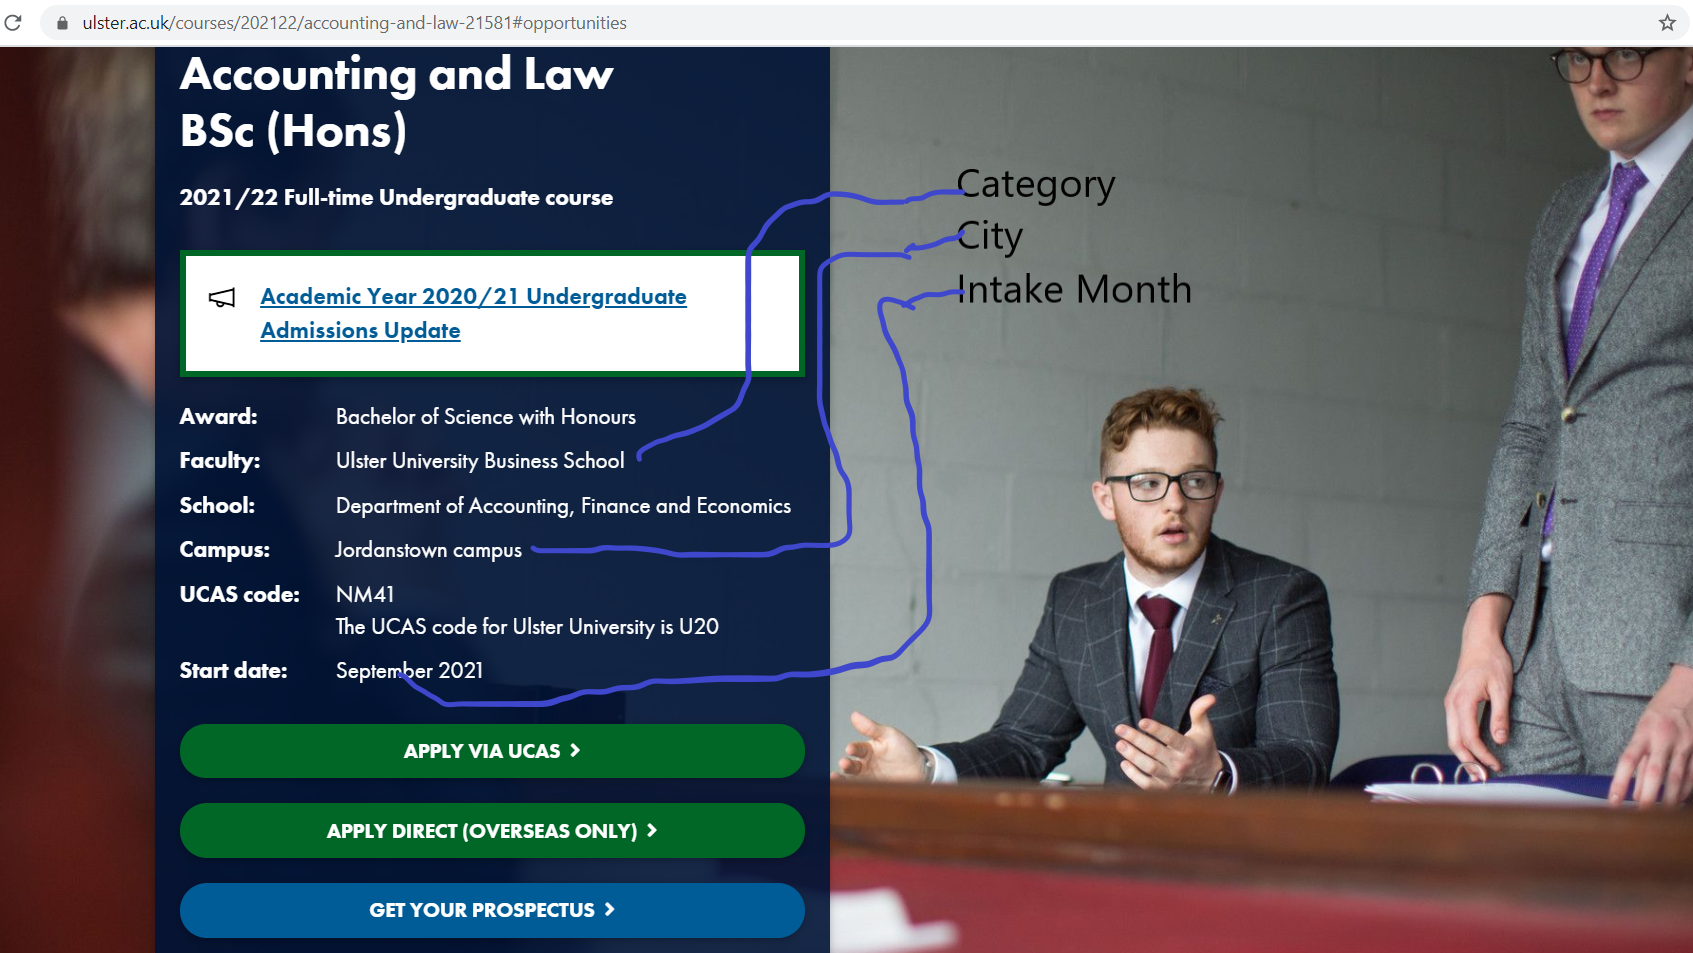 ulster.ac.uk/courses/202122/accounting-and-law-21581#opportunities
Accounting and Law
BSc (Hons)
2021/22 Full-time Undergraduate course
Academic Year 2020/21 Undergraduate
Admissions Update
Award: Bachelor of Science with Honours
Faculty: Ulster University Business School
School: Department of Accounting, Finance and Economics
Campus: Jordanstown campus
UCAS code: NM41
The UCAS code for Ulster University is U20
Start date: September 2021
APPLY VIA UCAS
APPLY DIRECT (OVERSEAS ONLY)
GET YOUR PROSPECTUS
Category
City
Intake Month